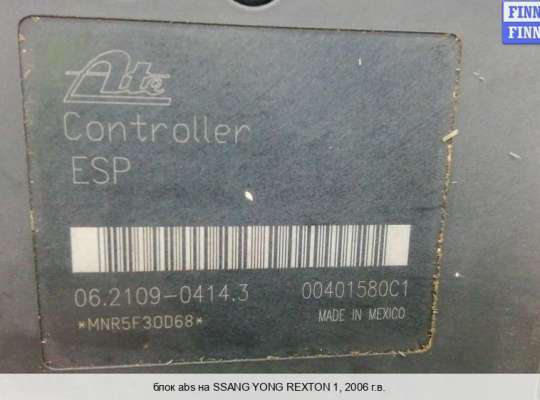 FINN
FINN
Ate
Controller
ESP
06.2109-0414.3 00401580C1
*MNR5F30D68* MADE IN MEXICO
блок abs на SSANG YONG REXTON 1, 2006 г.в.